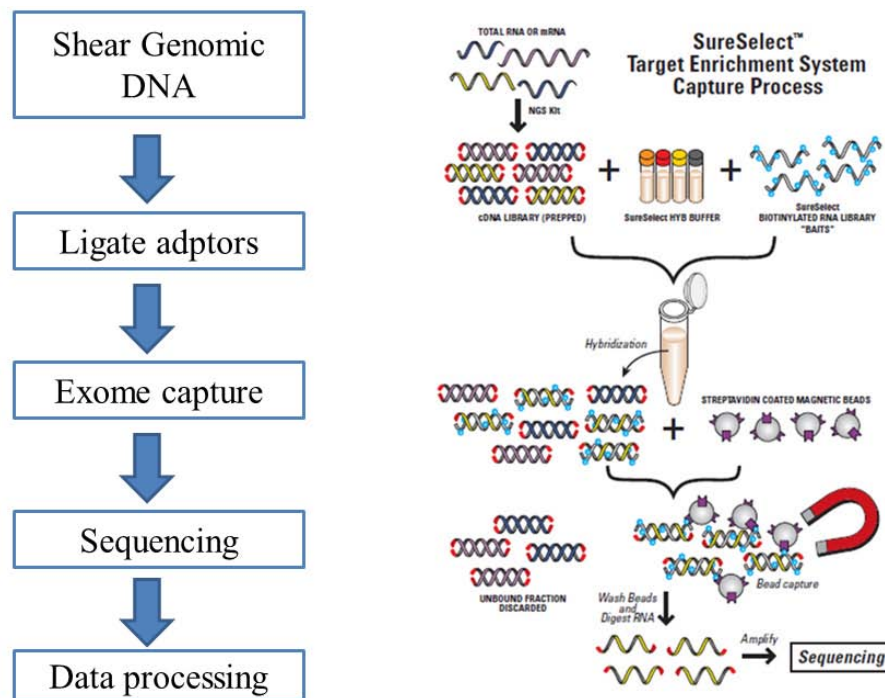 Shear Genomic
DNA
Ligate adptors
Exome capture
Sequencing
Data processing
SureSelect™
Target Enrichment System
Capture Process
TOTAL RNA OR mRNA
NGS Kit
cDNA LIBRARY (PREPPED)
SureSelect HYB BUFFER
SureSelect
BIOTINYLATED RNA LIBRARY
"BAITS"
Hybridization
STREPTAVIDIN COATED MAGNETIC BEADS
UNBOUND FRACTION
DISCARDED
Bead capture
Wash Beads
and
Digest RNA
Amplify
Sequencing